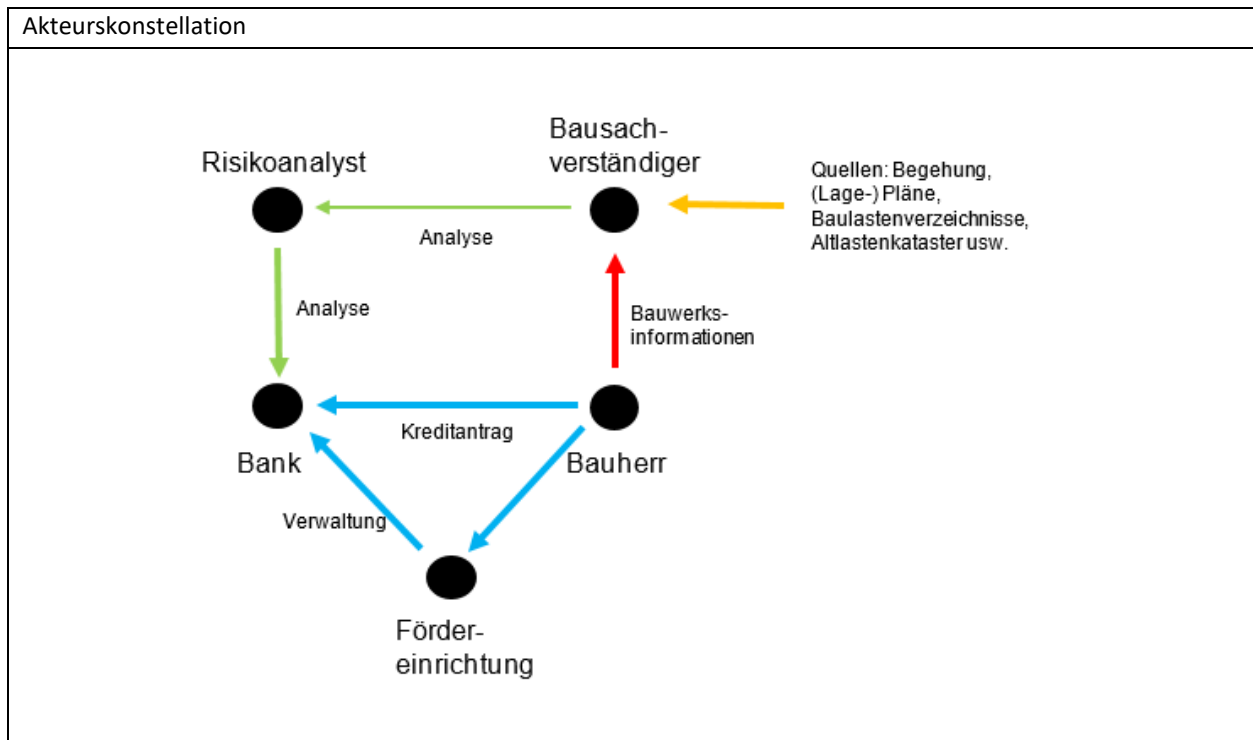 Akteurskonstellation
Bausach-
verständiger
Risikoanalyst
Quellen: Begehung,
(Lage-) Pläne,
Baulastenverzeichnisse,
Altlastenkataster usw.
Analyse
Analyse
Bauwerks-
informationen
Kreditantrag
Bank
Bauherr
Verwaltung
Förder-
einrichtung